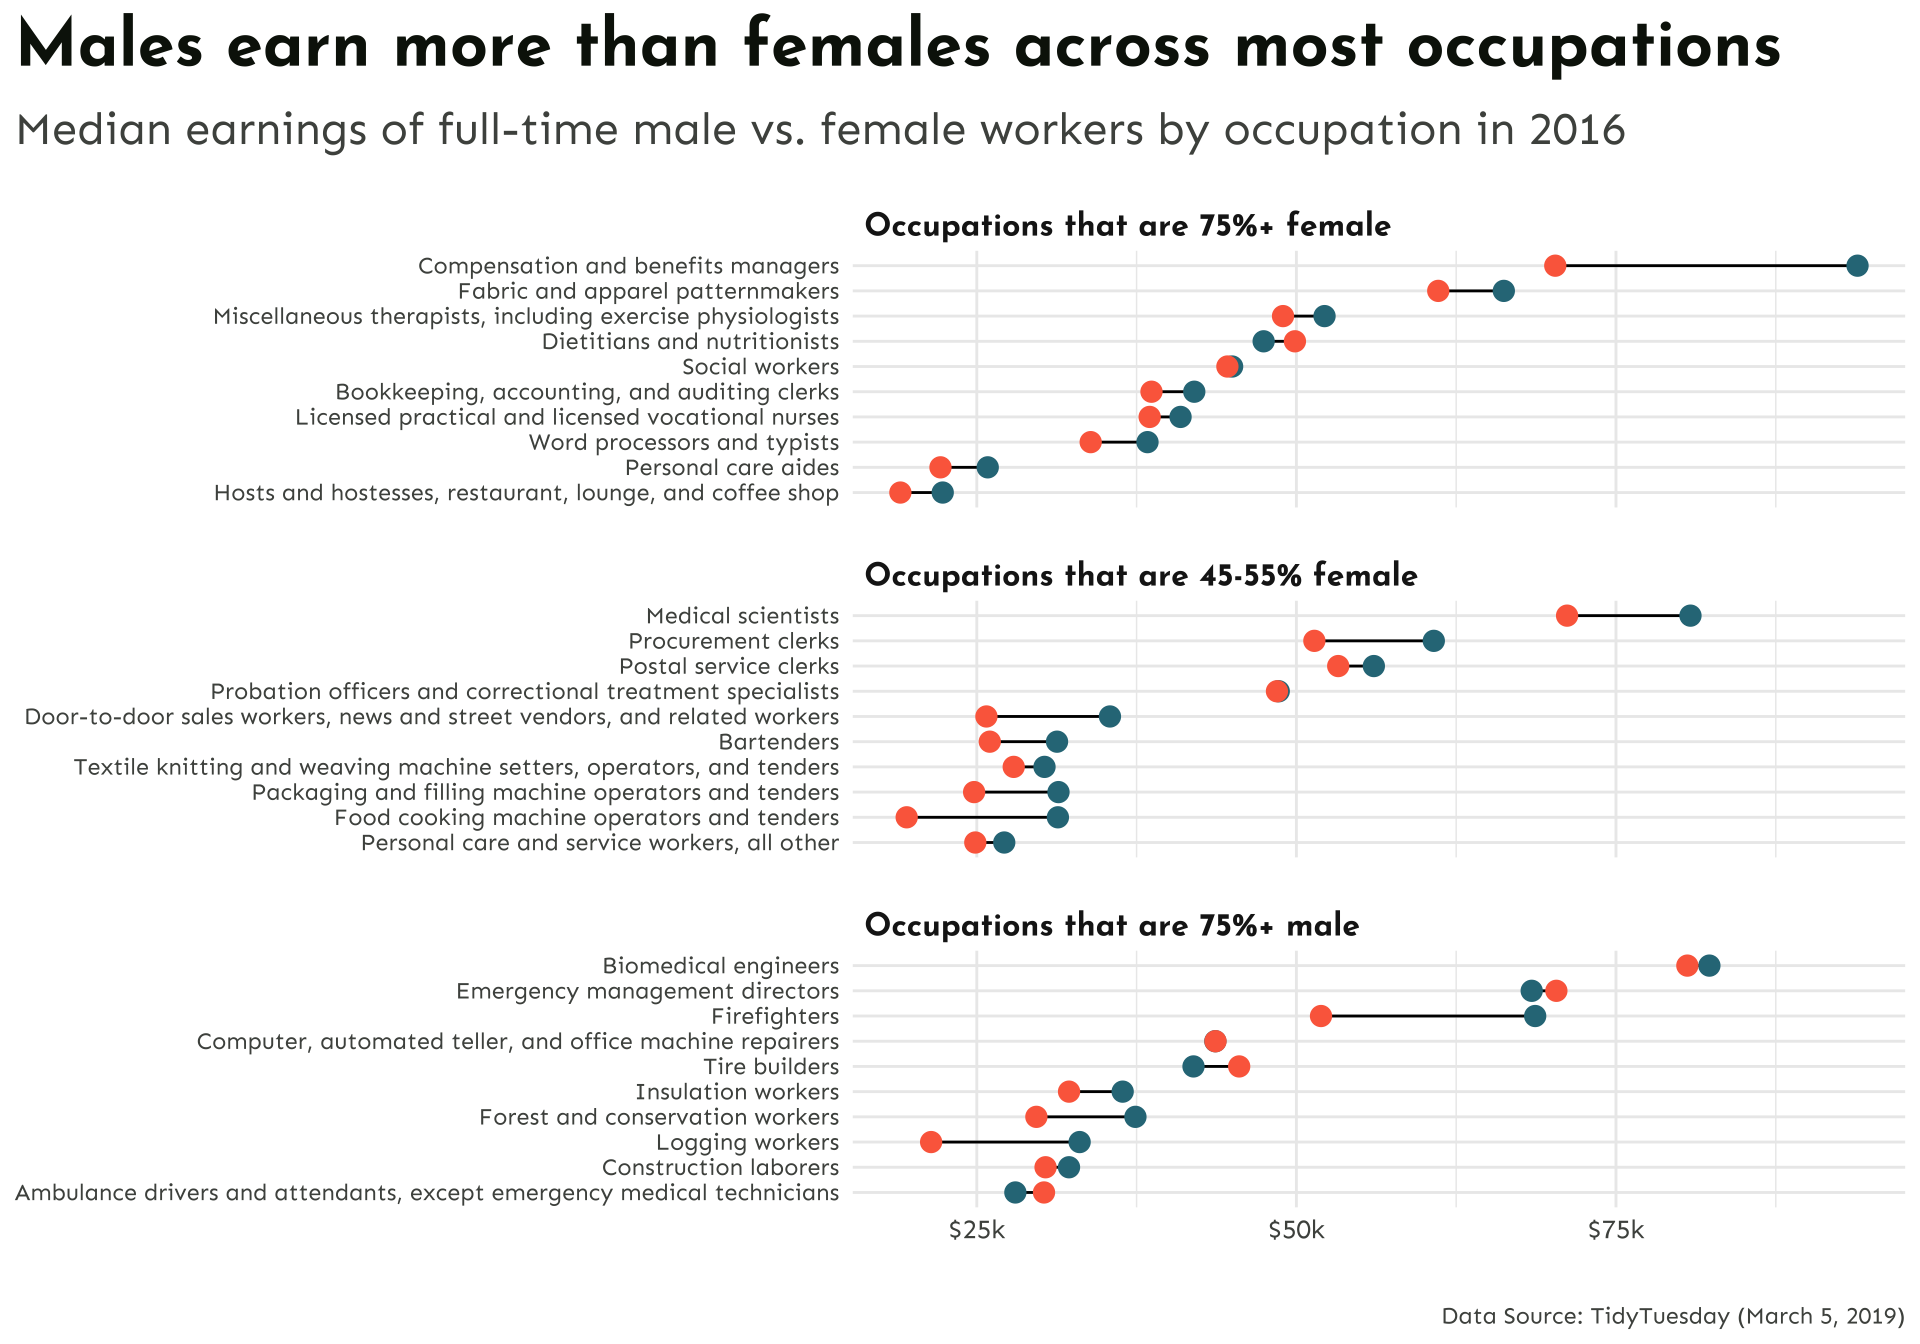 Males earn more than females across most occupations
Median earnings of full-time male vs. female workers by occupation in 2016
Occupations that are 75%+ female
Compensation and benefits managers
Fabric and apparel patternmakers
Miscellaneous therapists, including exercise physiologists
Dietitians and nutritionists
Social workers
Bookkeeping, accounting, and auditing clerks
Licensed practical and licensed vocational nurses
Word processors and typists
Personal care aides
Hosts and hostesses, restaurant, lounge, and coffee shop
Occupations that are 45-55% female
Medical scientists
Procurement clerks
Postal service clerks
Probation officers and correctional treatment specialists
Door-to-door sales workers, news and street vendors, and related workers
Bartenders
Textile knitting and weaving machine setters, operators, and tenders
Packaging and filling machine operators and tenders
Food cooking machine operators and tenders
Personal care and service workers, all other
Occupations that are 75%+ male
Biomedical engineers
Emergency management directors
Firefighters
Computer, automated teller, and office machine repairers
Tire builders
Insulation workers
Forest and conservation workers
Logging workers
Construction laborers
Ambulance drivers and attendants, except emergency medical technicians
$25k $50k $75k
Data Source: TidyTuesday (March 5, 2019)